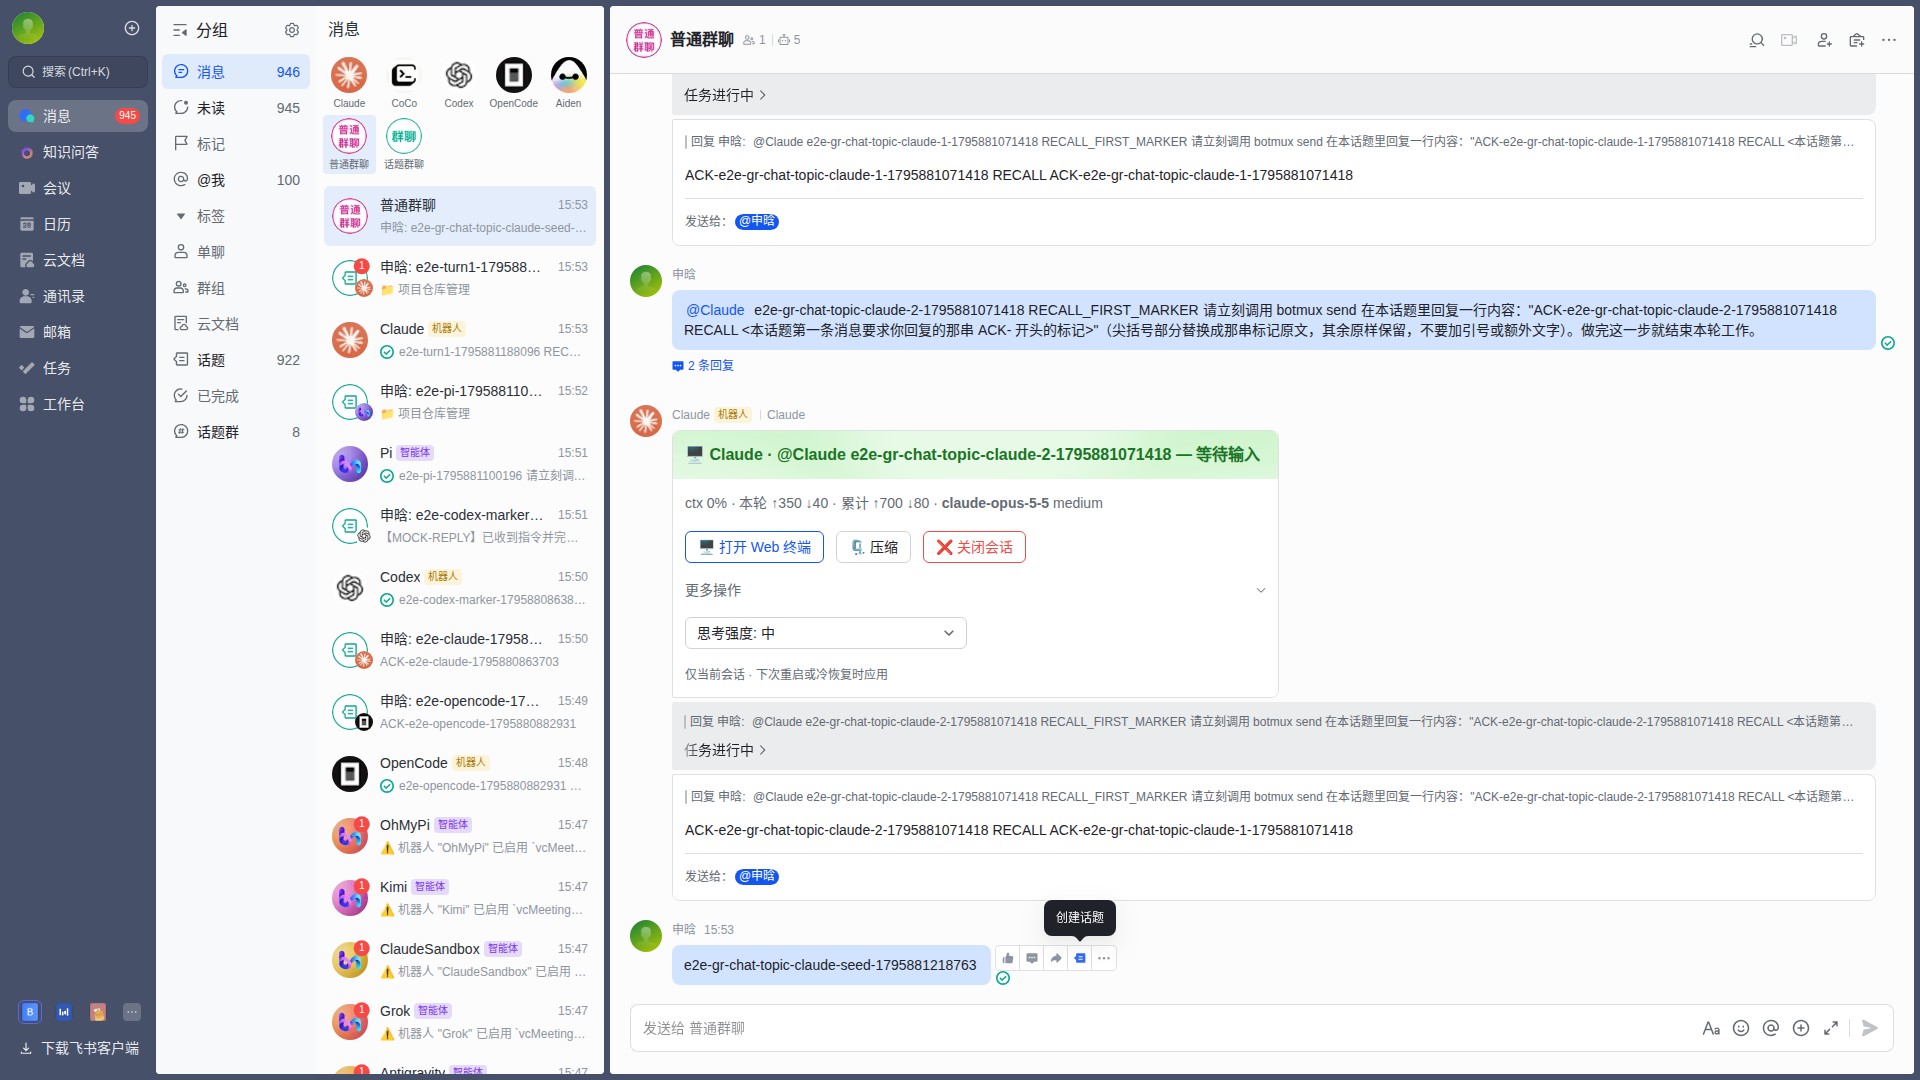 搜索 (Ctrl+K)
消息
945
知识问答
会议
日历
云文档
通讯录
邮箱
任务
工作台
下载飞书客户端
分组
消息
946
未读
945
标记
@我
100
标签
单聊
群组
云文档
话题
922
已完成
话题群
8
消息
Claude
CoCo
Codex
OpenCode
Aiden
普通群聊
普通群聊
群聊
话题群聊
普通群聊
普通群聊
15:53
申晗: e2e-gr-chat-topic-claude-seed-...
1
申晗: e2e-turn1-179588...
15:53
项目仓库管理
Claude 机器人
15:53
e2e-turn1-1795881188096 REC...
申晗: e2e-pi-179588110...
15:52
项目仓库管理
Pi 智能体
15:51
e2e-pi-1795881100196 请立刻调...
申晗: e2e-codex-marker...
15:51
【MOCK-REPLY】已收到指令并完...
Codex 机器人
15:50
e2e-codex-marker-17958808638...
申晗: e2e-claude-17958...
15:50
ACK-e2e-claude-1795880863703
申晗: e2e-opencode-17...
15:49
ACK-e2e-opencode-1795880882931
OpenCode 机器人
15:48
e2e-opencode-1795880882931 ...
1
OhMyPi 智能体
15:47
机器人 "OhMyPi" 已启用 `vcMeet...
1
Kimi 智能体
15:47
机器人 "Kimi" 已启用 `vcMeeting...
1
ClaudeSandbox 智能体
15:47
机器人 "ClaudeSandbox" 已启用 ...
1
Grok 智能体
15:47
机器人 "Grok" 已启用 `vcMeeting...
1
Antigravity 智能体
15:47
普通群聊
普通群聊
1
5
任务进行中
回复 申晗: @Claude e2e-gr-chat-topic-claude-1-1795881071418 RECALL_FIRST_MARKER 请立刻调用 botmux send 在本话题里回复一行内容："ACK-e2e-gr-chat-topic-claude-1-1795881071418 RECALL <本话题第...
ACK-e2e-gr-chat-topic-claude-1-1795881071418 RECALL ACK-e2e-gr-chat-topic-claude-1-1795881071418
发送给： @申晗
申晗
@Claude e2e-gr-chat-topic-claude-2-1795881071418 RECALL_FIRST_MARKER 请立刻调用 botmux send 在本话题里回复一行内容："ACK-e2e-gr-chat-topic-claude-2-1795881071418
RECALL <本话题第一条消息要求你回复的那串 ACK- 开头的标记>"（尖括号部分替换成那串标记原文，其余原样保留，不要加引号或额外文字）。做完这一步就结束本轮工作。
2 条回复
Claude 机器人 Claude
Claude · @Claude e2e-gr-chat-topic-claude-2-1795881071418 — 等待输入
ctx 0% · 本轮 ↑350 ↓40 · 累计 ↑700 ↓80 · claude-opus-5-5 medium
打开 Web 终端
压缩
关闭会话
更多操作
思考强度: 中
仅当前会话 · 下次重启或冷恢复时应用
回复 申晗: @Claude e2e-gr-chat-topic-claude-2-1795881071418 RECALL_FIRST_MARKER 请立刻调用 botmux send 在本话题里回复一行内容："ACK-e2e-gr-chat-topic-claude-2-1795881071418 RECALL <本话题第...
任务进行中
回复 申晗: @Claude e2e-gr-chat-topic-claude-2-1795881071418 RECALL_FIRST_MARKER 请立刻调用 botmux send 在本话题里回复一行内容："ACK-e2e-gr-chat-topic-claude-2-1795881071418 RECALL <本话题第...
ACK-e2e-gr-chat-topic-claude-2-1795881071418 RECALL ACK-e2e-gr-chat-topic-claude-1-1795881071418
发送给： @申晗
创建话题
申晗 15:53
e2e-gr-chat-topic-claude-seed-1795881218763
发送给 普通群聊